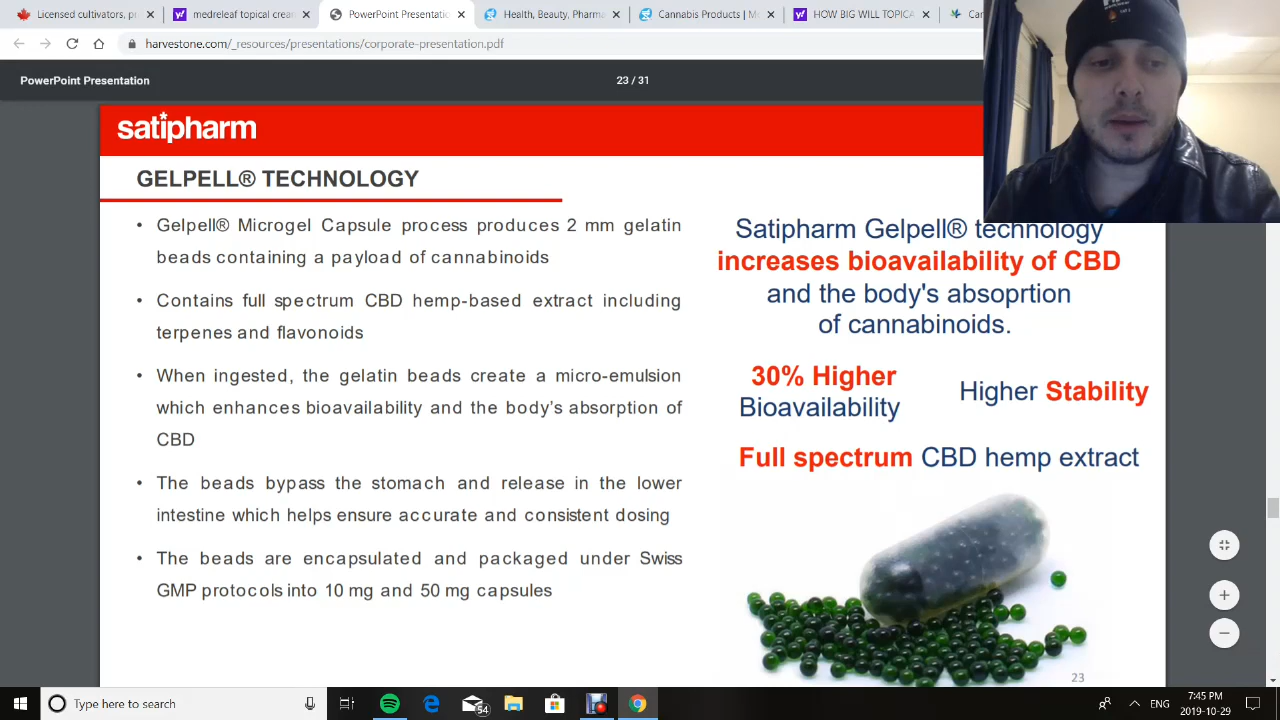 Licensed cultivators, p
medreleaf topical crea
PowerPoint Presentatio
Health, Beauty, Pharma
Cannabis Products | M
HOW BIG WILL TOPICA
Car
harvestone.com/_resources/presentations/corporate-presentation.pdf
PowerPoint Presentation
23 / 31
satipharm
GELPELL® TECHNOLOGY
• Gelpell® Microgel Capsule process produces 2 mm gelatin
beads containing a payload of cannabinoids
• Contains full spectrum CBD hemp-based extract including
terpenes and flavonoids
• When ingested, the gelatin beads create a micro-emulsion
which enhances bioavailability and the body's absorption of
CBD
• The beads bypass the stomach and release in the lower
intestine which helps ensure accurate and consistent dosing
• The beads are encapsulated and packaged under Swiss
GMP protocols into 10 mg and 50 mg capsules
Satipharm Gelpell® technology
increases bioavailability of CBD
and the body's absoprtion
of cannabinoids.
30% Higher
Bioavailability
Higher Stability
Full spectrum CBD hemp extract
23
Type here to search
54
ENG
7:45 PM
2019-10-29